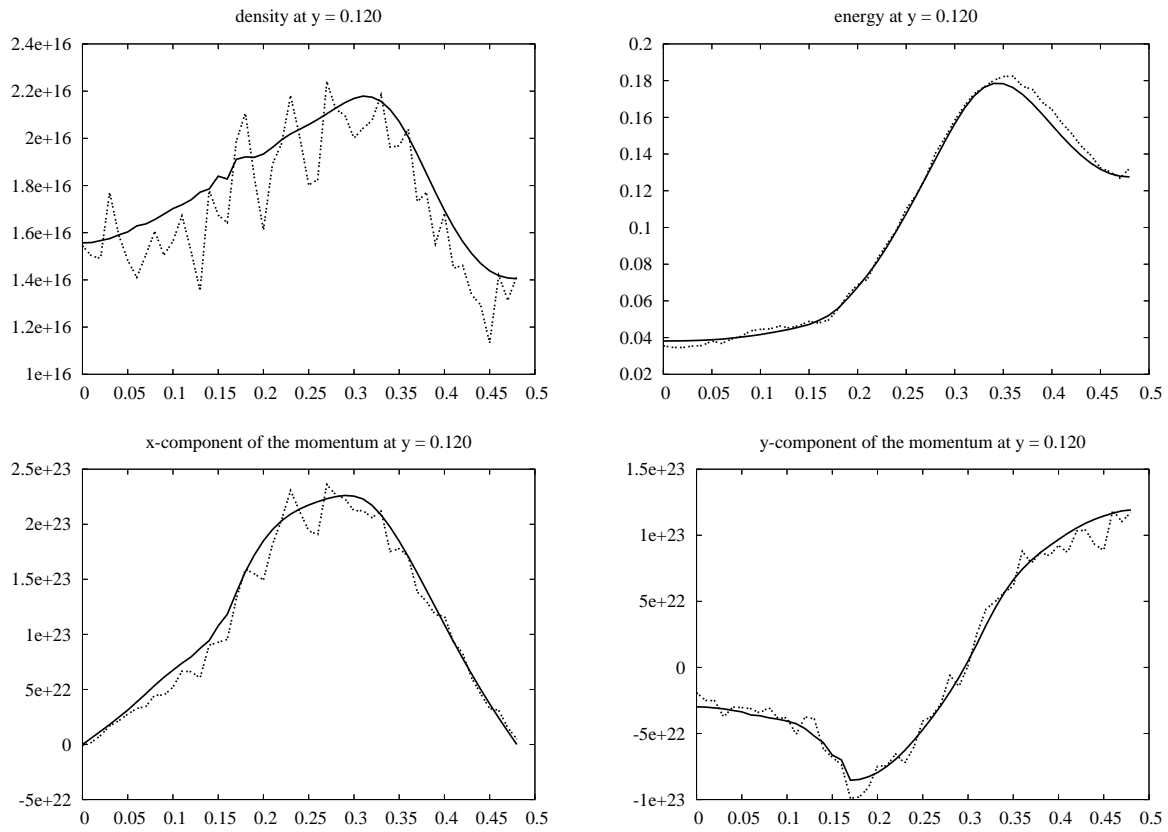 density at y = 0.120
2.4e+16
2.2e+16
2e+16
1.8e+16
1.6e+16
1.4e+16
1.2e+16
1e+16
0 0.05 0.1 0.15 0.2 0.25 0.3 0.35 0.4 0.45 0.5
energy at y = 0.120
0.2
0.18
0.16
0.14
0.12
0.1
0.08
0.06
0.04
0.02
0 0.05 0.1 0.15 0.2 0.25 0.3 0.35 0.4 0.45 0.5
x-component of the momentum at y = 0.120
2.5e+23
2e+23
1.5e+23
1e+23
5e+22
0
-5e+22
0 0.05 0.1 0.15 0.2 0.25 0.3 0.35 0.4 0.45 0.5
y-component of the momentum at y = 0.120
1.5e+23
1e+23
5e+22
0
-5e+22
-1e+23
0 0.05 0.1 0.15 0.2 0.25 0.3 0.35 0.4 0.45 0.5